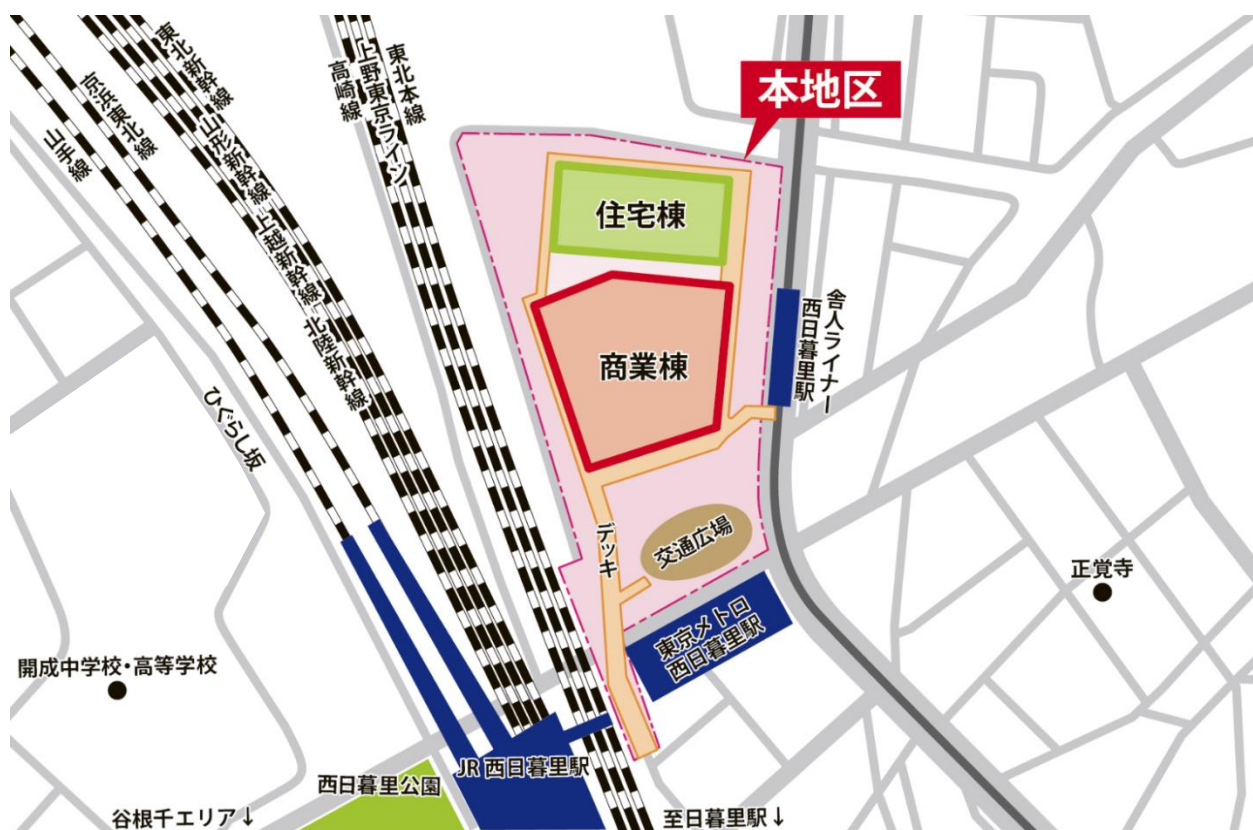 本地区
東北新幹線
山形新幹線
上越新幹線
北陸新幹線
京浜東北線
山手線
東北本線
上野東京ライン
高崎線
住宅棟
商業棟
舎人ライナー
西日暮里駅
ひぐらし坂
デッキ
交通広場
東京メトロ
西日暮里駅
正覚寺
開成中学校・高等学校
JR 西日暮里駅
西日暮里公園
谷根千エリア↓
至日暮里駅↓